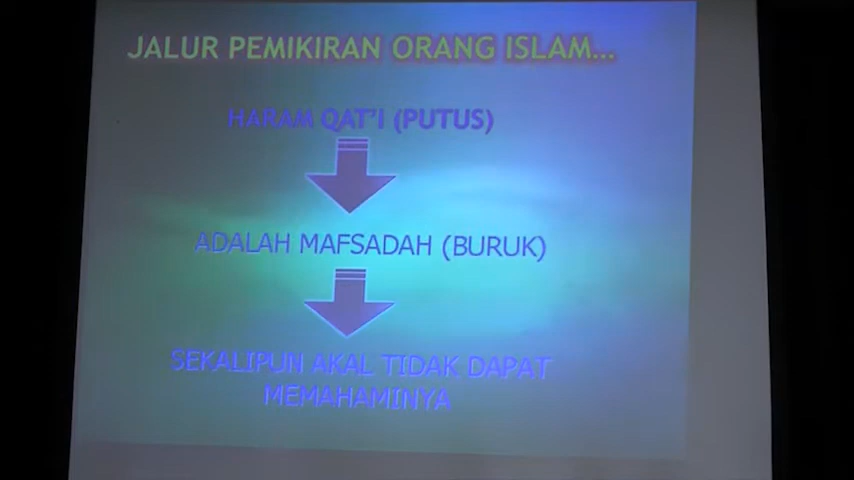 JALUR PEMIKIRAN ORANG ISLAM...
HARAM QAT'I (PUTUS)
ADALAH MAFSADAH (BURUK)
SEKALIPUN AKAL TIDAK DAPAT
MEMAHAMINYA